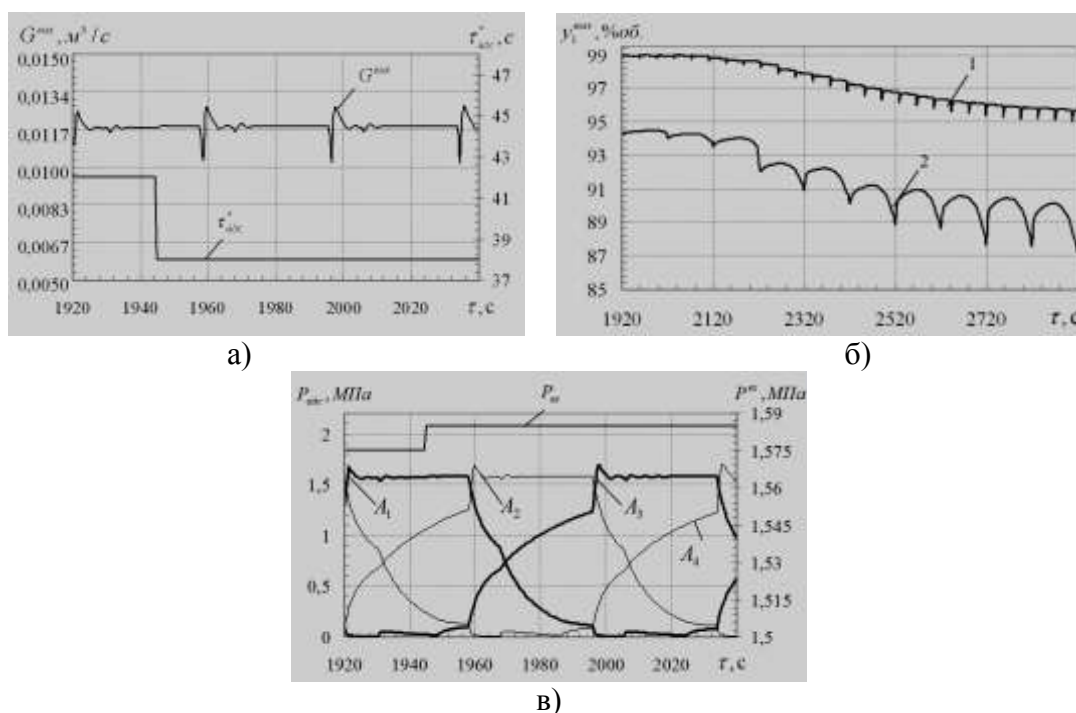 G^вых, м³/с τ*_адс, с
0,0150 47
0,0134 45
0,0117 43
0,0100 41
0,0083 39
0,0067
0,0050 37
G^вых
τ*_адс
1920 1940 1960 1980 2000 2020 τ, с
а)
y₁^вых, %об.
99
97
95
93
91
89
87
85
1
2
1920 2120 2320 2520 2720 τ, с
б)
P_адс, МПа P^вх, МПа
2
1,5
1
0,5
0
1,59
1,575
1,56
1,545
1,53
1,515
1,5
P_вх
A₁
A₂
A₃
A₄
1920 1940 1960 1980 2000 2020 τ, с
в)